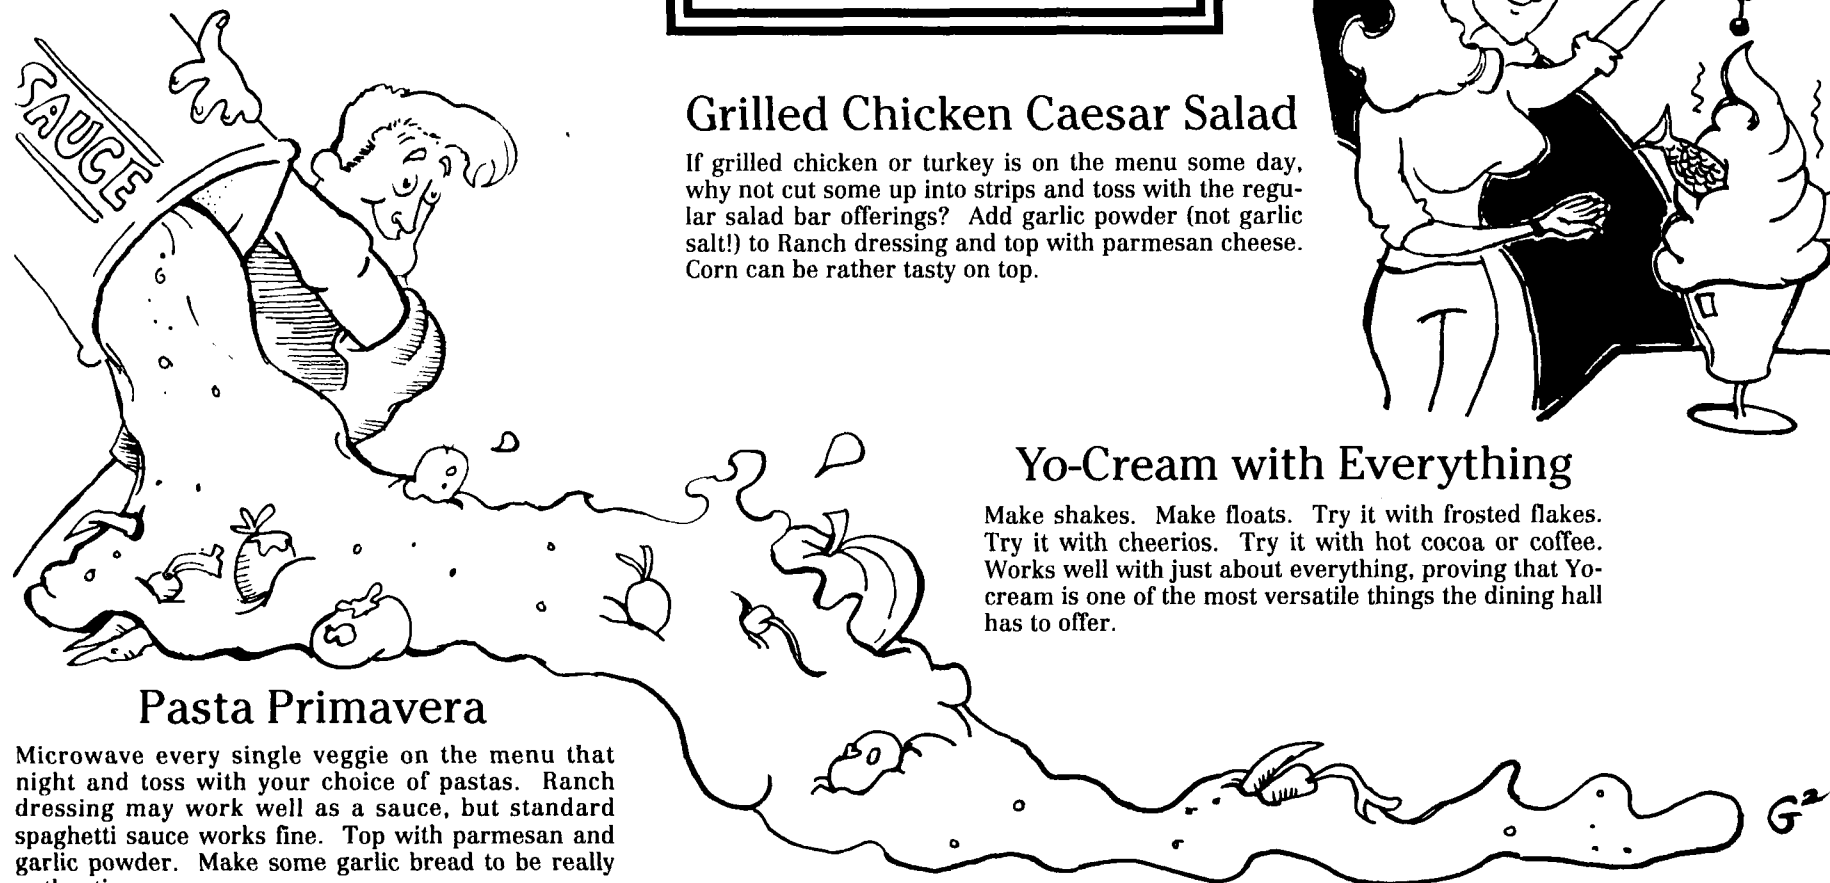 SAUCE
Grilled Chicken Caesar Salad
If grilled chicken or turkey is on the menu some day,
why not cut some up into strips and toss with the regu-
lar salad bar offerings? Add garlic powder (not garlic
salt!) to Ranch dressing and top with parmesan cheese.
Corn can be rather tasty on top.
Yo-Cream with Everything
Make shakes. Make floats. Try it with frosted flakes.
Try it with cheerios. Try it with hot cocoa or coffee.
Works well with just about everything, proving that Yo-
cream is one of the most versatile things the dining hall
has to offer.
Pasta Primavera
Microwave every single veggie on the menu that
night and toss with your choice of pastas. Ranch
dressing may work well as a sauce, but standard
spaghetti sauce works fine. Top with parmesan and
garlic powder. Make some garlic bread to be really
G²